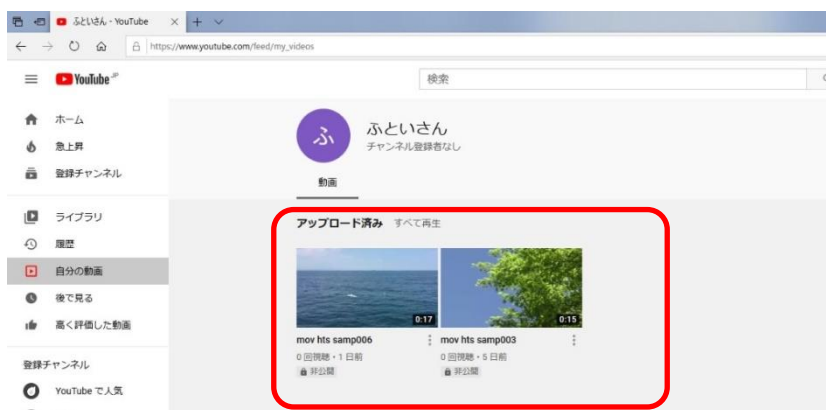 ふといさん - YouTube
https://www.youtube.com/feed/my_videos
YouTube JP
検索
ホーム
急上昇
登録チャンネル
ライブラリ
履歴
自分の動画
後で見る
高く評価した動画
登録チャンネル
YouTube で人気
ふ
ふといさん
チャンネル登録者なし
動画
アップロード済み すべて再生
0:17
0:15
mov hts samp006
mov hts samp003
0 回視聴・1 日前
0 回視聴・5 日前
非公開
非公開